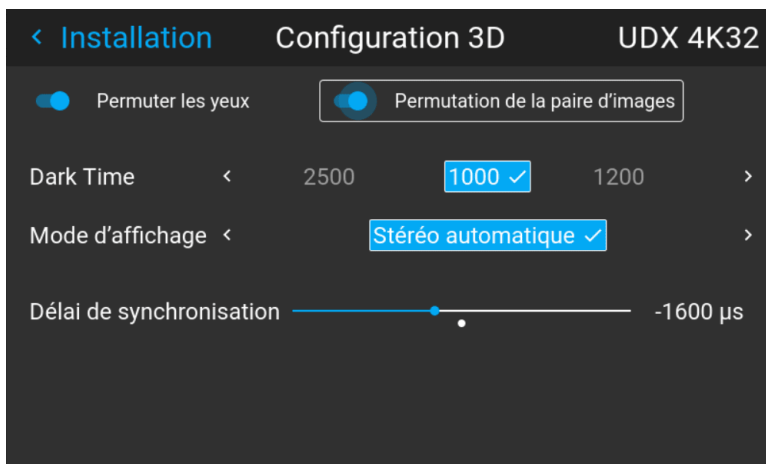 Installation Configuration 3D UDX 4K32
Permuter les yeux Permutation de la paire d'images
Dark Time 2500 1000 1200
Mode d'affichage Stéréo automatique
Délai de synchronisation -1600 µs